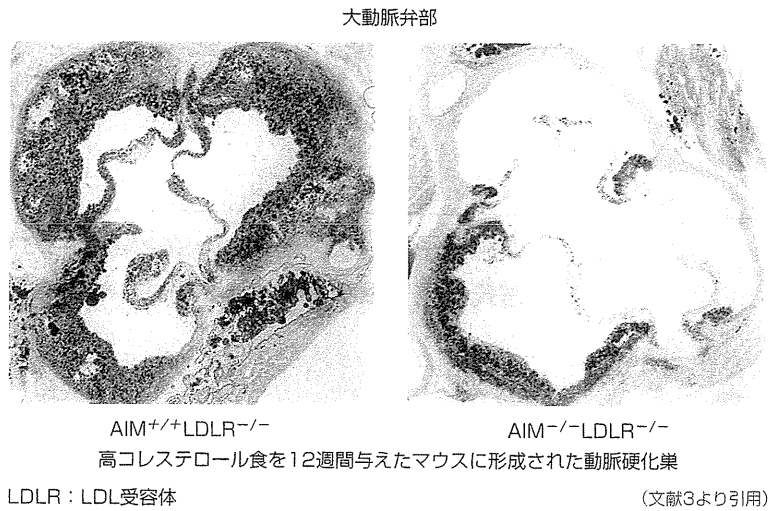 大動脈弁部
AIM+/+LDLR−/−
AIM−/−LDLR−/−
高コレステロール食を12週間与えたマウスに形成された動脈硬化巣
LDLR：LDL受容体
（文献3より引用）